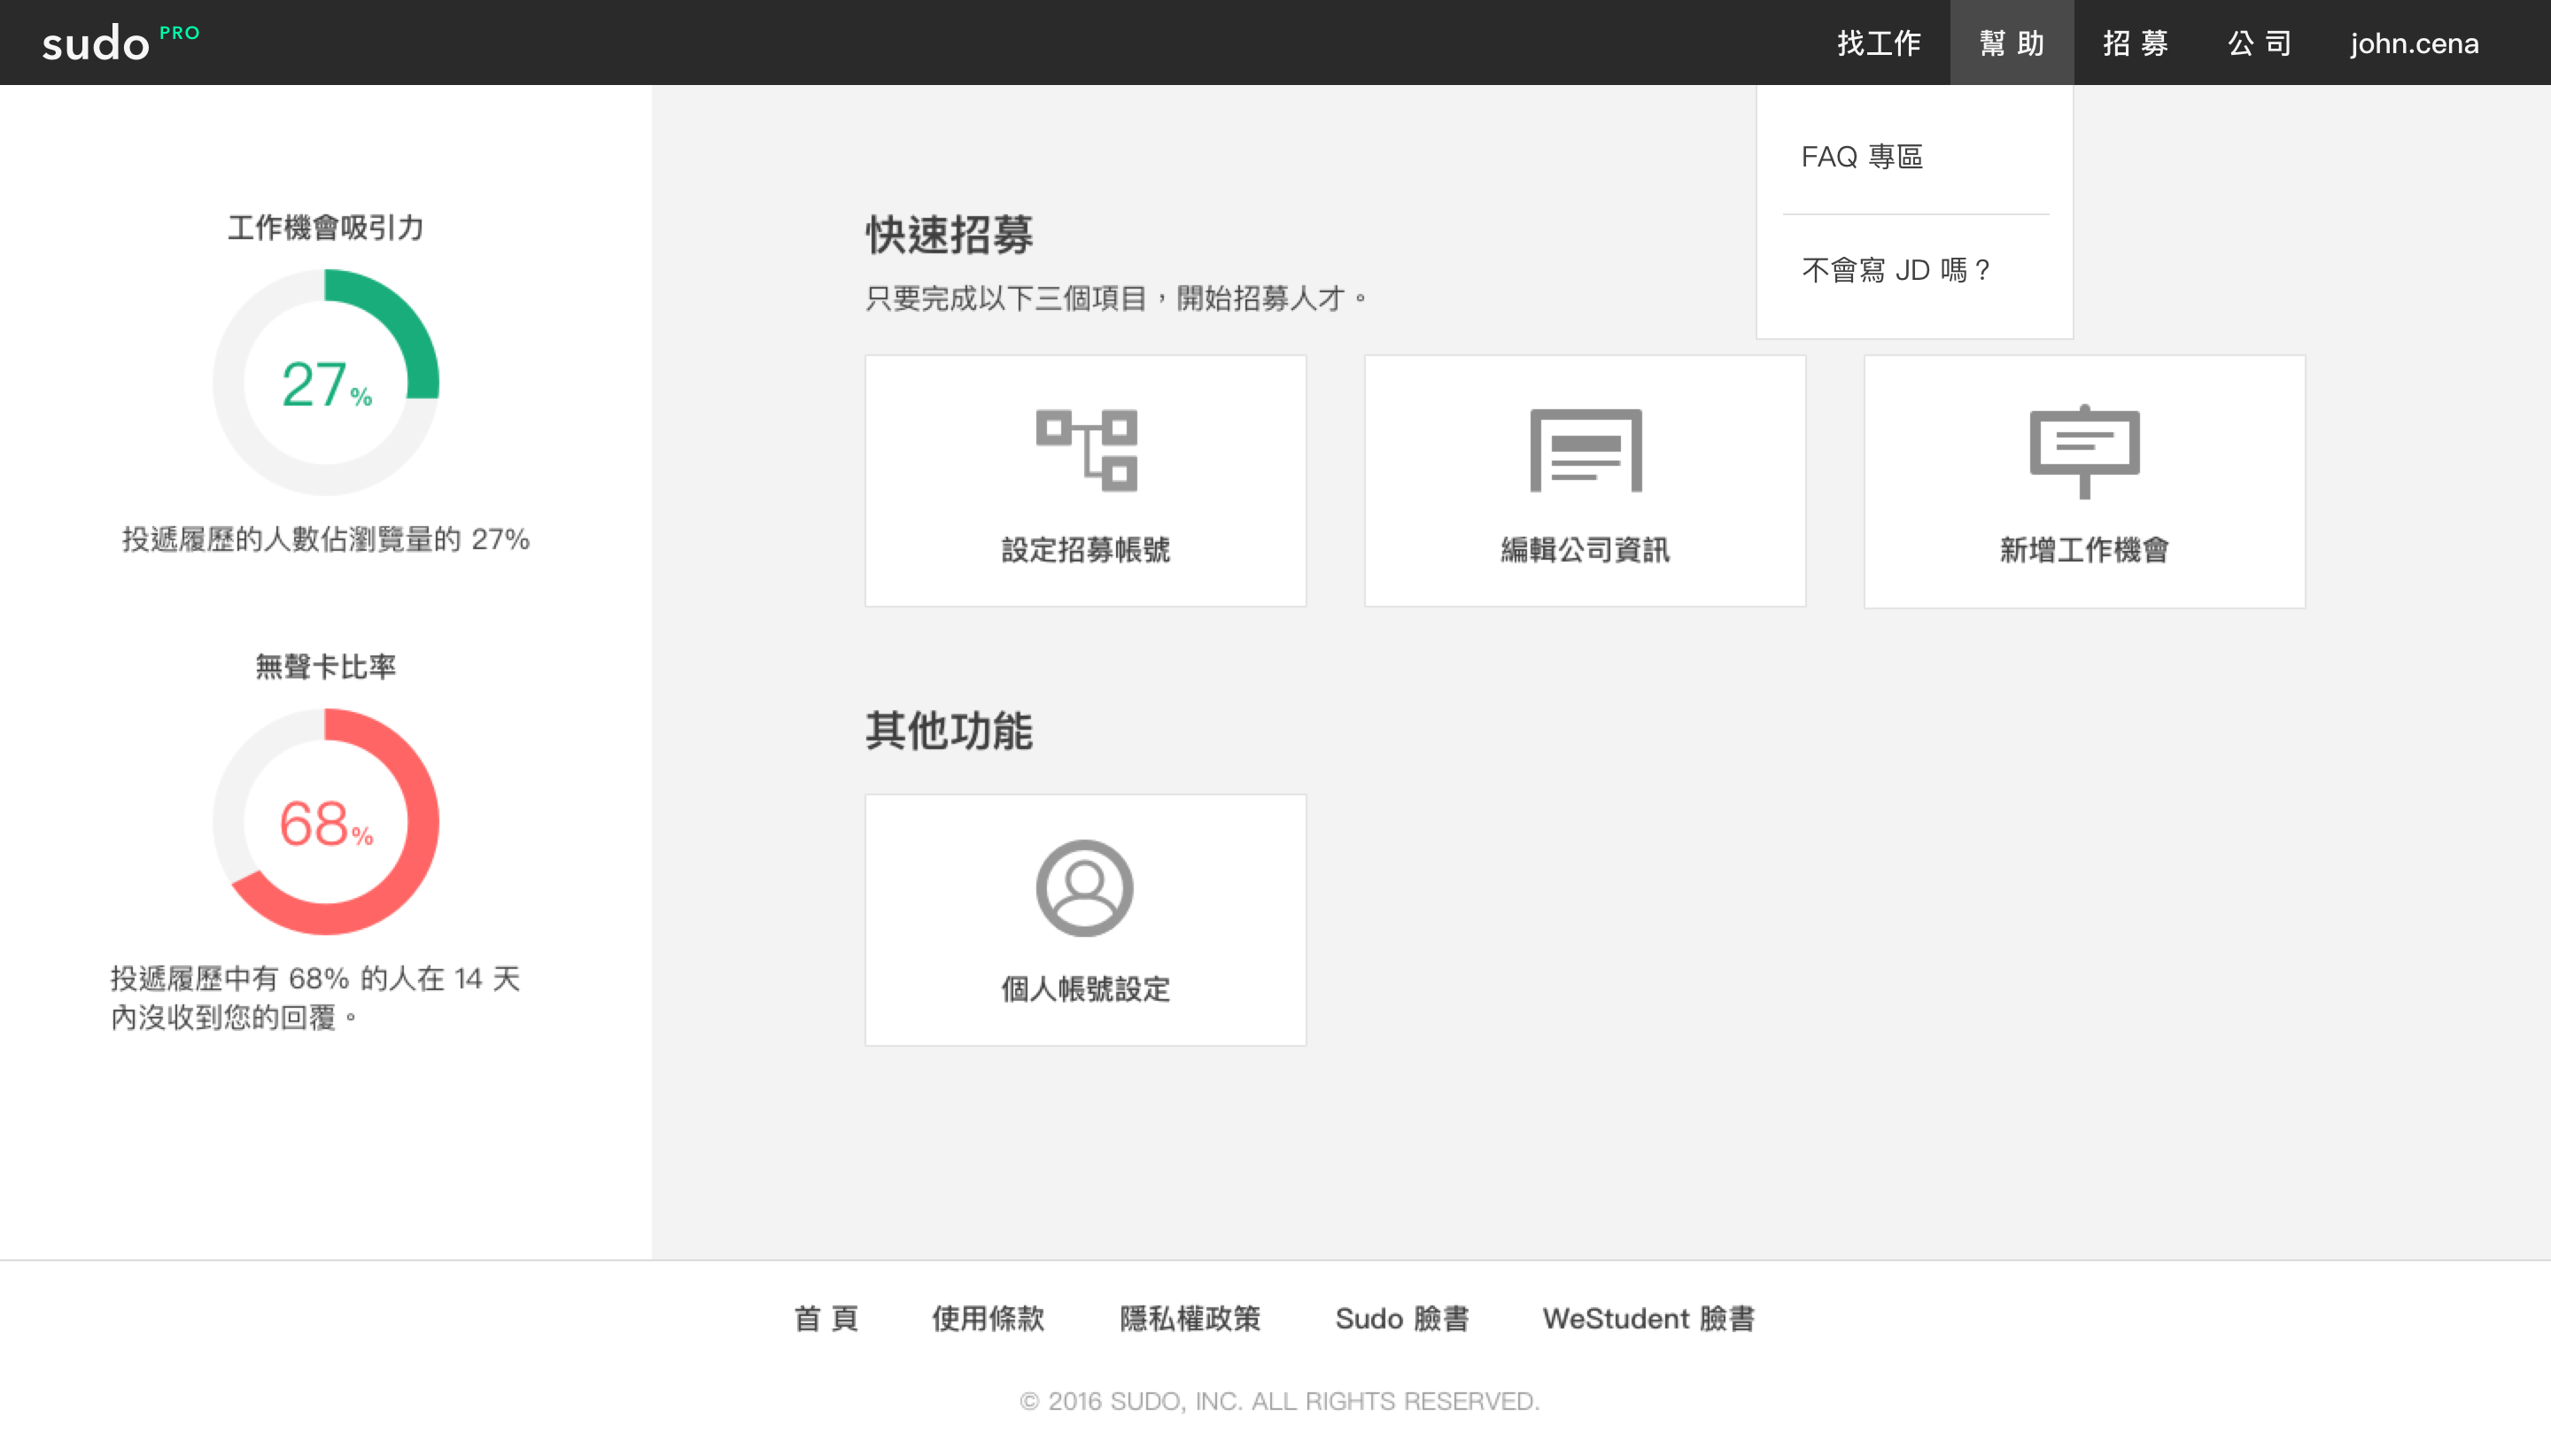 sudo PRO
找工作
幫 助
招 募
公 司
john.cena
FAQ 專區
不會寫 JD 嗎？
工作機會吸引力
27%
投遞履歷的人數佔瀏覽量的 27%
無聲卡比率
68%
投遞履歷中有 68% 的人在 14 天
內沒收到您的回覆。
快速招募
只要完成以下三個項目，開始招募人才。
設定招募帳號
編輯公司資訊
新增工作機會
其他功能
個人帳號設定
首 頁
使用條款
隱私權政策
Sudo 臉書
WeStudent 臉書
© 2016 SUDO, INC. ALL RIGHTS RESERVED.